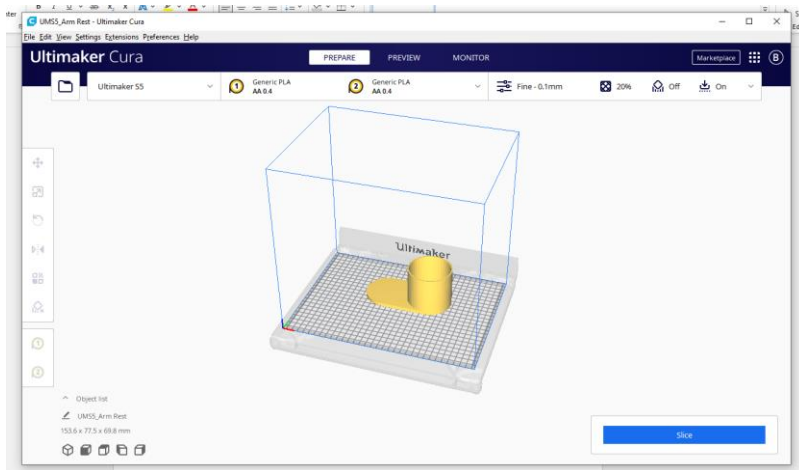 UMS5_Arm Rest - Ultimaker Cura
File Edit View Settings Extensions Preferences Help
Ultimaker Cura
PREPARE PREVIEW MONITOR
Marketplace B
Ultimaker S5
1 Generic PLA
AA 0.4
2 Generic PLA
AA 0.4
Fine - 0.1mm
20%
Off
On
Ultimaker
1
2
Object list
UMS5_Arm Rest
153.6 x 77.5 x 69.8 mm
Slice